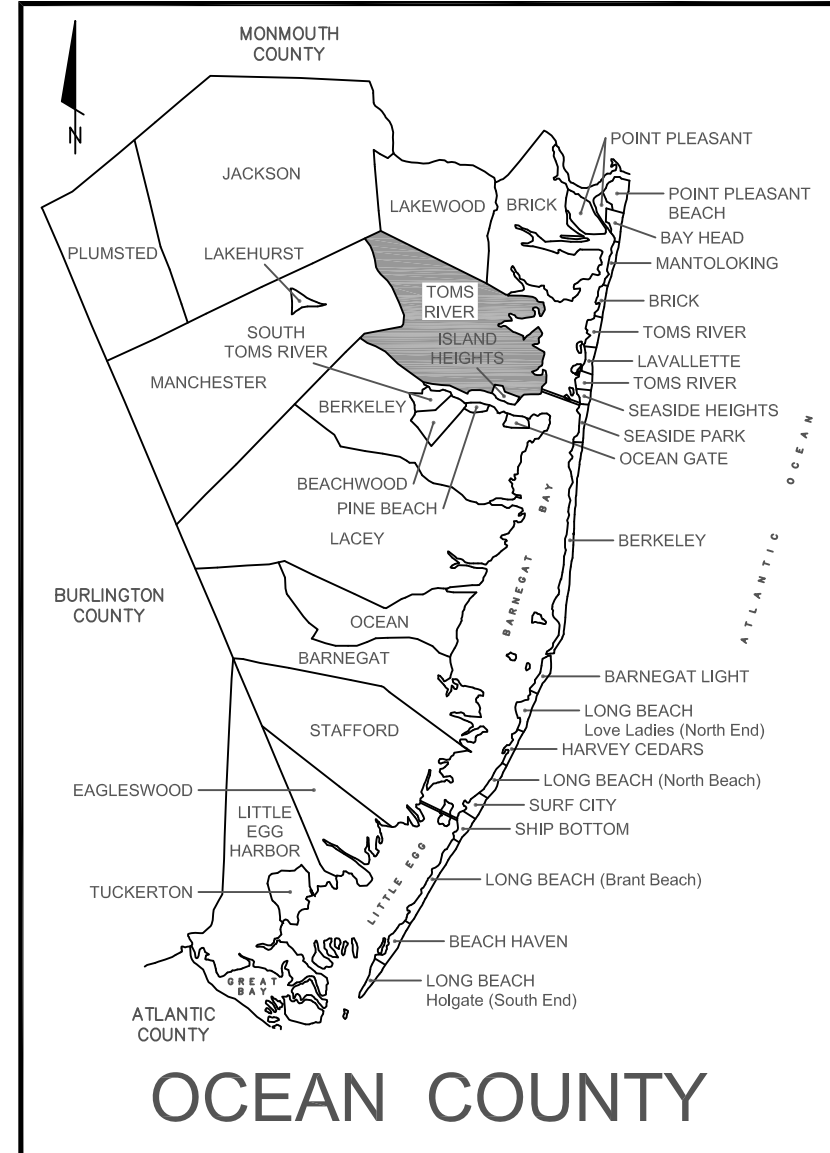 MONMOUTH
COUNTY
N
POINT PLEASANT
JACKSON
LAKEWOOD
BRICK
POINT PLEASANT
BEACH
PLUMSTED
LAKEHURST
BAY HEAD
MANTOLOKING
TOMS
RIVER
BRICK
SOUTH
TOMS RIVER
ISLAND
HEIGHTS
TOMS RIVER
LAVALLETTE
MANCHESTER
TOMS RIVER
BERKELEY
SEASIDE HEIGHTS
SEASIDE PARK
OCEAN GATE
BEACHWOOD
PINE BEACH
LACEY
BARNEGAT BAY
BERKELEY
ATLANTIC OCEAN
BURLINGTON
COUNTY
OCEAN
BARNEGAT
BARNEGAT LIGHT
STAFFORD
LONG BEACH
Love Ladies (North End)
HARVEY CEDARS
EAGLESWOOD
LONG BEACH (North Beach)
LITTLE
EGG
HARBOR
SURF CITY
SHIP BOTTOM
LITTLE EGG
TUCKERTON
LONG BEACH (Brant Beach)
BEACH HAVEN
GREAT
BAY
LONG BEACH
Holgate (South End)
ATLANTIC
COUNTY
OCEAN COUNTY